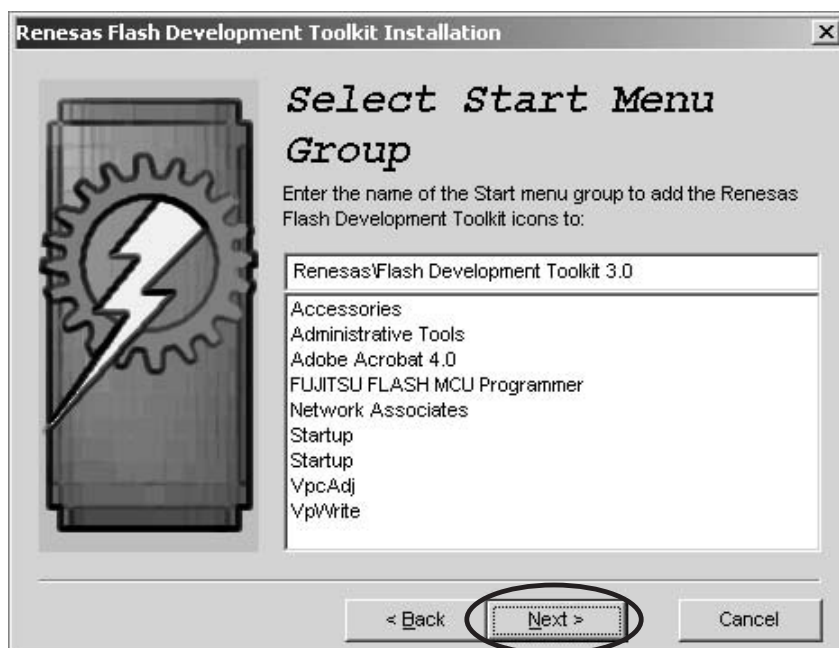 Renesas Flash Development Toolkit Installation
Select Start Menu
Group
Enter the name of the Start menu group to add the Renesas
Flash Development Toolkit icons to:
Renesas\Flash Development Toolkit 3.0
Accessories
Administrative Tools
Adobe Acrobat 4.0
FUJITSU FLASH MCU Programmer
Network Associates
Startup
Startup
VpcAdj
VpWrite
< Back
Next >
Cancel